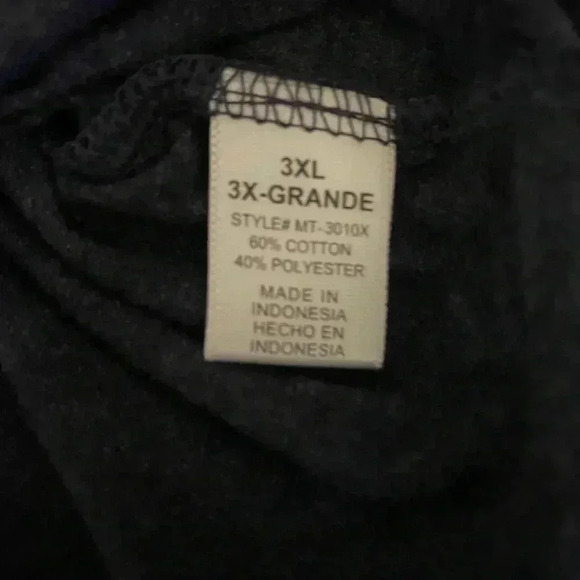 3XL
3X-GRANDE
STYLE# MT-3010X
60% COTTON
40% POLYESTER
MADE IN
INDONESIA
HECHO EN
INDONESIA